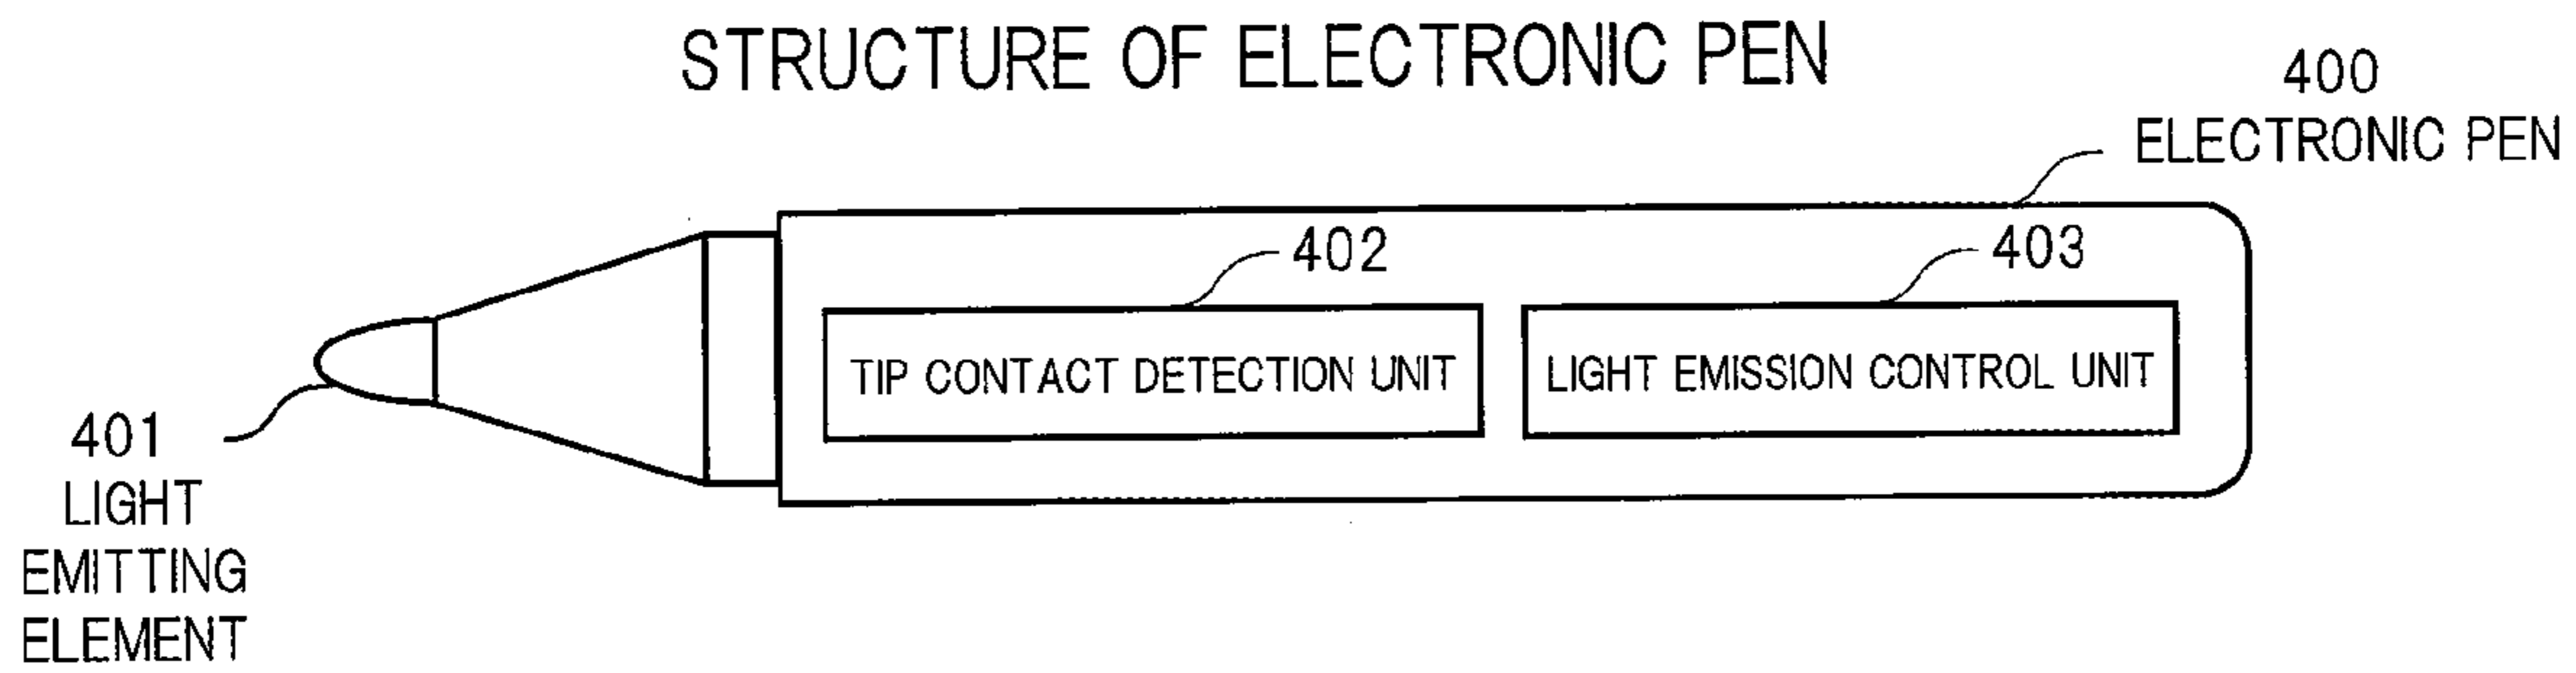 STRUCTURE OF ELECTRONIC PEN
400
ELECTRONIC PEN
402
403
TIP CONTACT DETECTION UNIT
LIGHT EMISSION CONTROL UNIT
401
LIGHT
EMITTING
ELEMENT